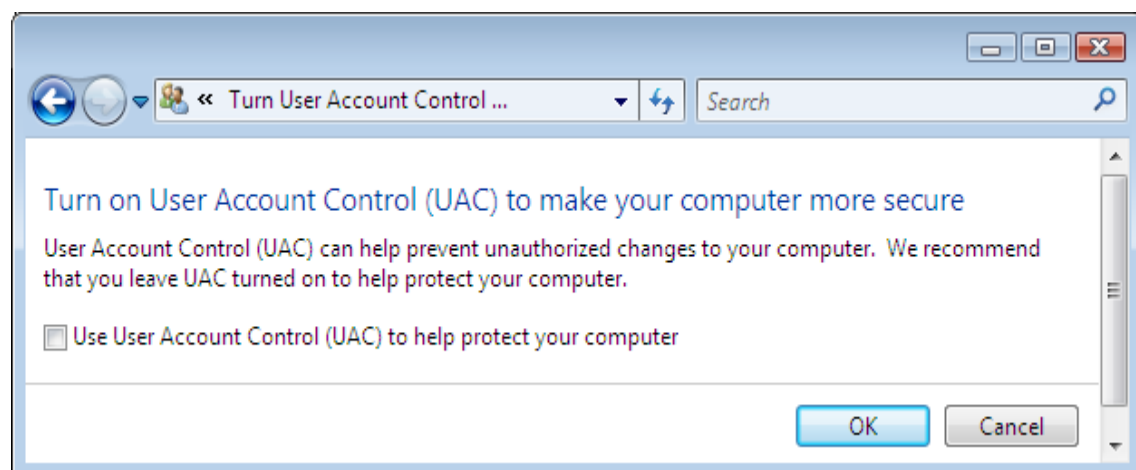 « Turn User Account Control ...
Search
Turn on User Account Control (UAC) to make your computer more secure
User Account Control (UAC) can help prevent unauthorized changes to your computer.  We recommend
that you leave UAC turned on to help protect your computer.
Use User Account Control (UAC) to help protect your computer
OK
Cancel